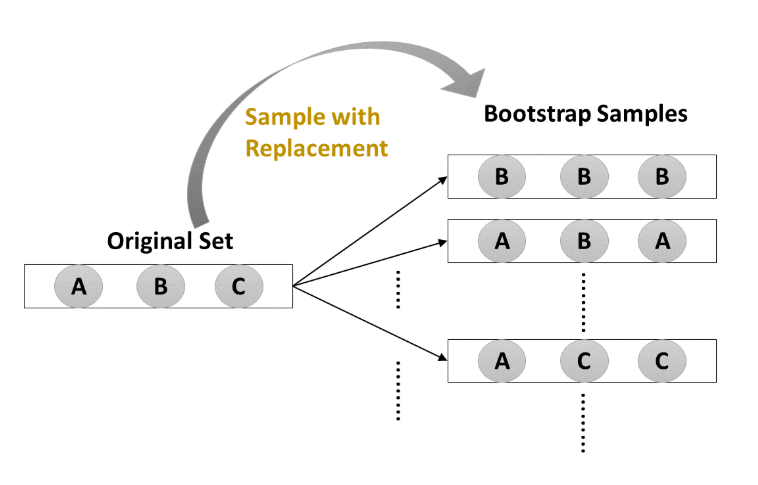 Sample with
Replacement
Bootstrap Samples
B B B
Original Set
A B A
A B C
A C C